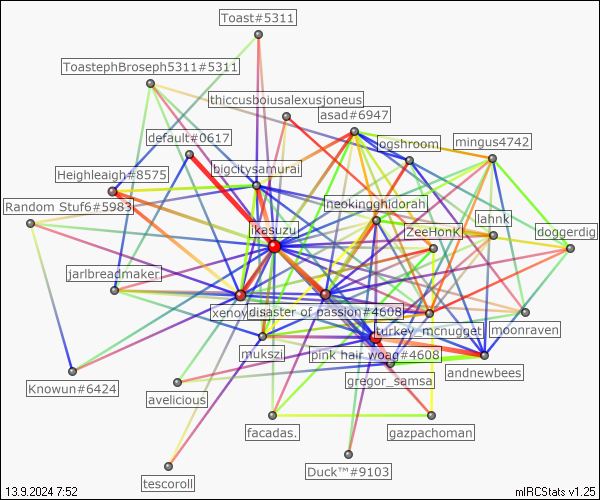 Toast#5311
ToastephBroseph5311#5311
thiccusboiusalexusjoneus
asad#6947
default#0617
jogshroom
mingus4742
bigcitysamurai
Heighleaigh#8575
neokingghidorah
Random Stuf6#5983
lahnk
ikasuzu
ZeeHonK
doggerdig
jarlbreadmaker
disaster of passion#4608
turkey_mcnugget
moonraven
mukszi
pink hair woag#4608
andnewbees
gregor_samsa
Knowun#6424
avelicious
facadas.
gazpachoman
Duck™#9103
tescoroll
13.9.2024 7:52
mIRCStats v1.25